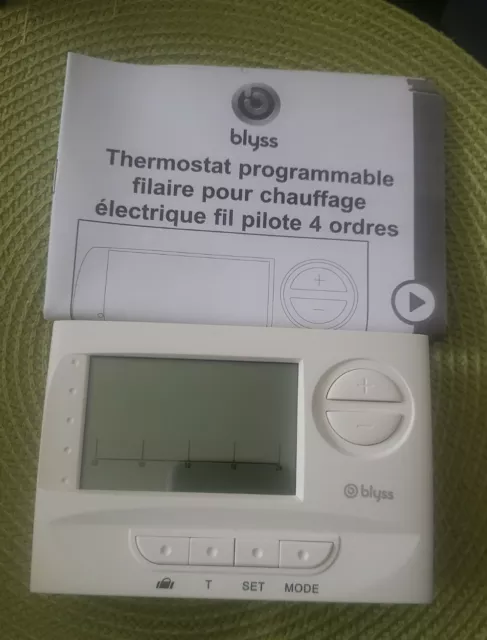 blyss
Thermostat programmable
filaire pour chauffage
électrique fil pilote 4 ordres
+
−
+
−
blyss
T SET MODE